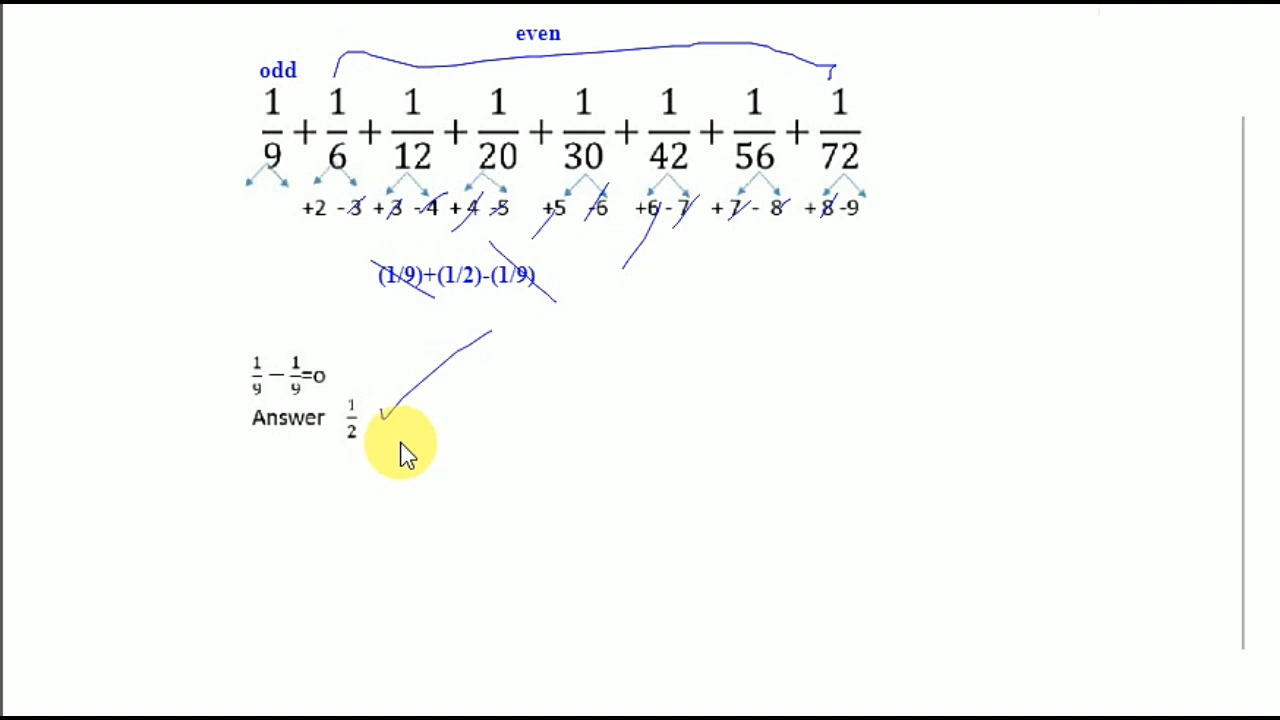 even
odd
1/9 + 1/6 + 1/12 + 1/20 + 1/30 + 1/42 + 1/56 + 1/72
+2 -3 +3 -4 +4 -5 +5 -6 +6 -7 +7 - 8 +8 -9
(1/9)+(1/2)-(1/9)
1/9 − 1/9=o
Answer 1/2